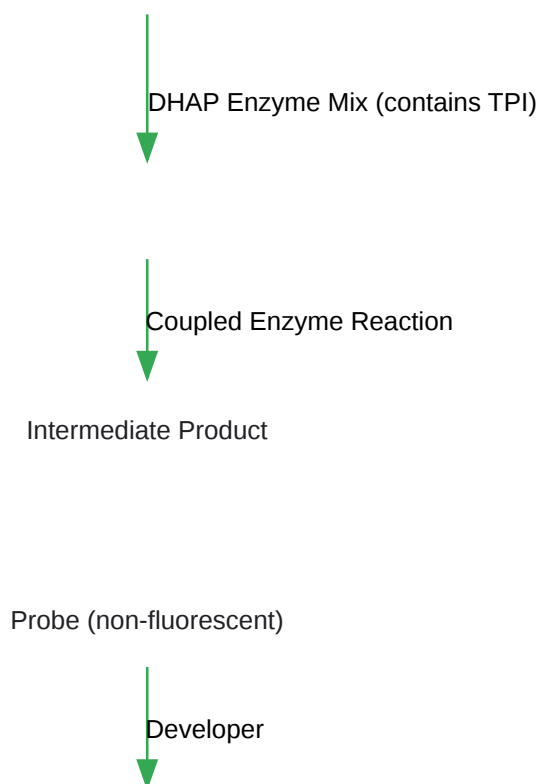 DHAP Enzyme Mix (contains TPI)
Coupled Enzyme Reaction
Intermediate Product
Probe (non-fluorescent)
Developer